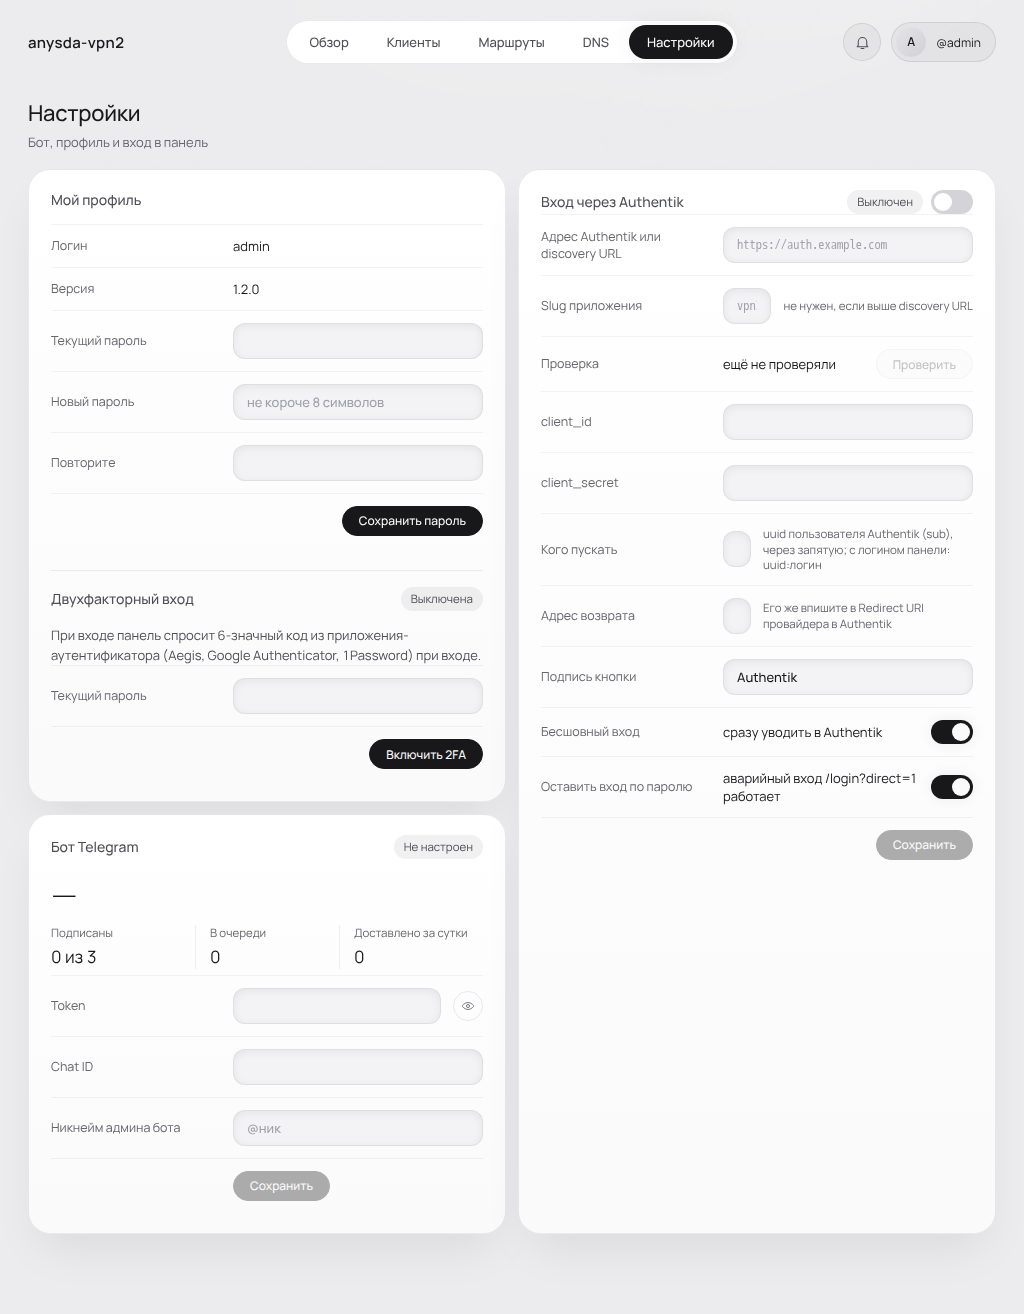 anysda-vpn2
Обзор
Клиенты
Маршруты
DNS
Настройки
A
@admin
Настройки
Бот, профиль и вход в панель
Мой профиль
Логин
admin
Версия
1.2.0
Текущий пароль
Новый пароль
не короче 8 символов
Повторите
Сохранить пароль
Двухфакторный вход
Выключена
При входе панель спросит 6-значный код из приложения-
аутентификатора (Aegis, Google Authenticator, 1Password) при входе.
Текущий пароль
Включить 2FA
Бот Telegram
Не настроен
—
Подписаны
0 из 3
В очереди
0
Доставлено за сутки
0
Token
Chat ID
Никнейм админа бота
@ник
Сохранить
Вход через Authentik
Выключен
Адрес Authentik или
discovery URL
https://auth.example.com
Slug приложения
vpn
не нужен, если выше discovery URL
Проверка
ещё не проверяли
Проверить
client_id
client_secret
Кого пускать
uuid пользователя Authentik (sub),
через запятую; с логином панели:
uuid:логин
Адрес возврата
Его же впишите в Redirect URI
провайдера в Authentik
Подпись кнопки
Authentik
Бесшовный вход
сразу уводить в Authentik
Оставить вход по паролю
аварийный вход /login?direct=1
работает
Сохранить